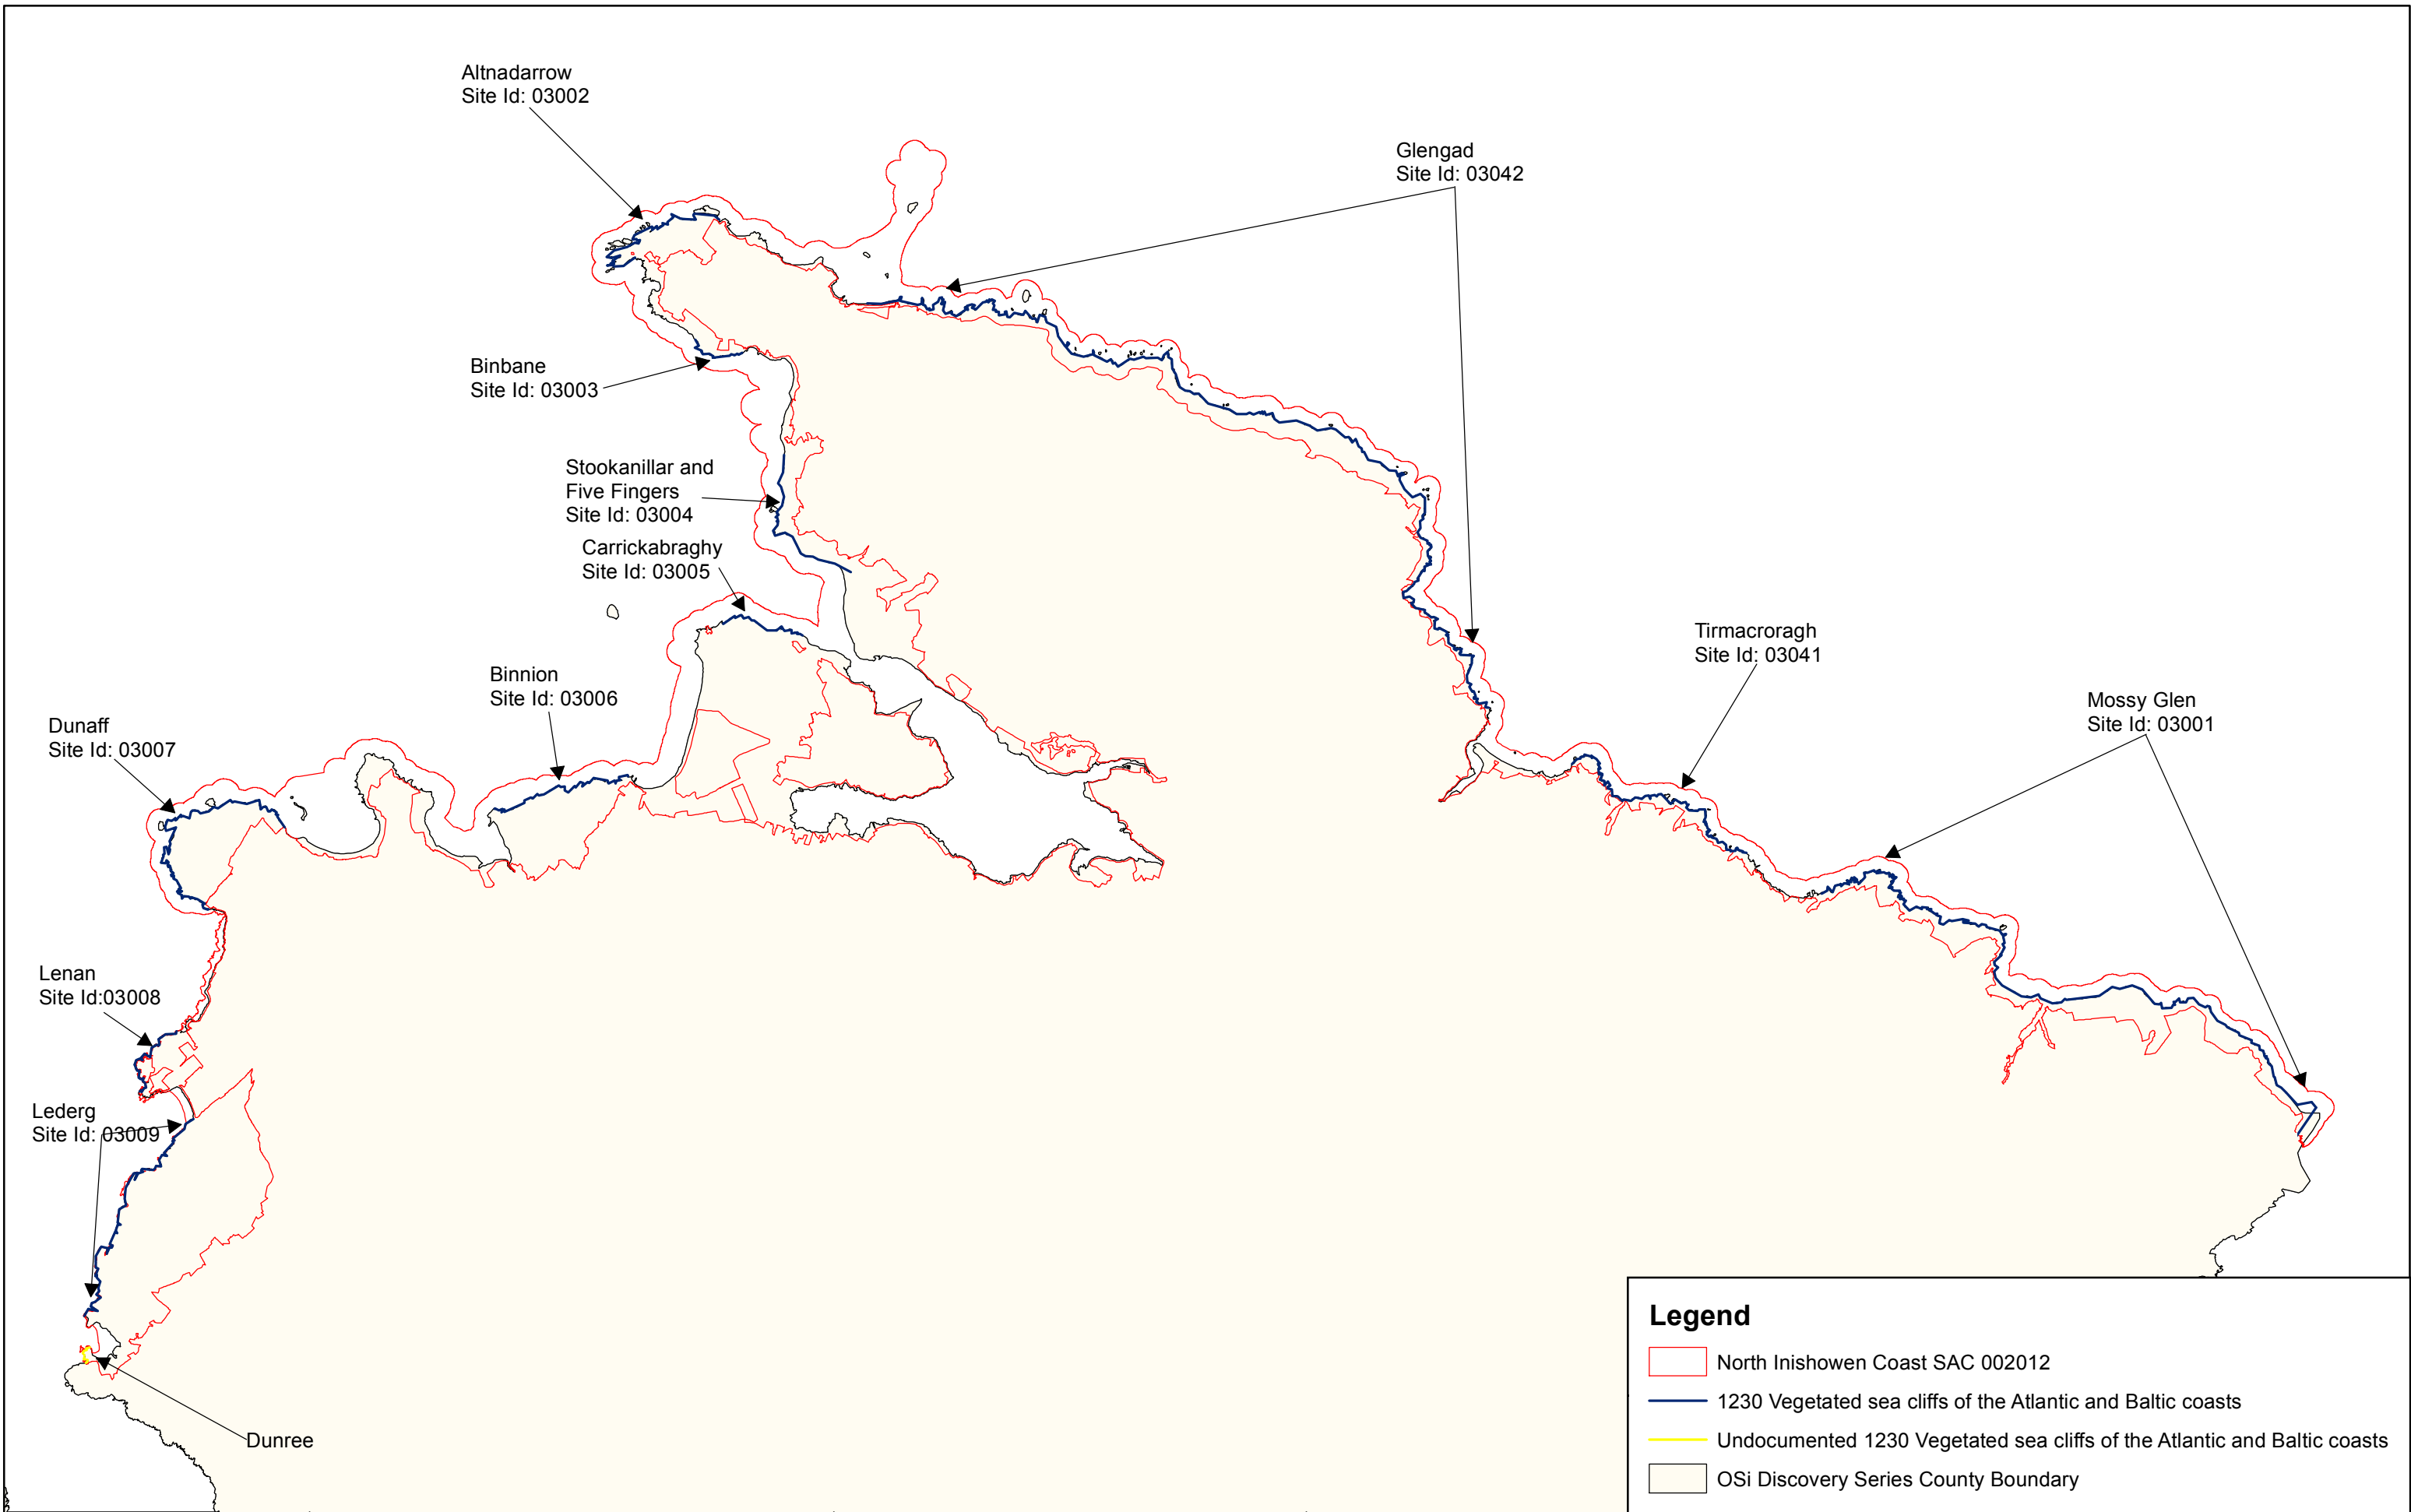 Altnadarrow
Site Id: 03002
Glengad
Site Id: 03042
Binbane
Site Id: 03003
Stookanillar and
Five Fingers
Site Id: 03004
Carrickabraghy
Site Id: 03005
Tirmacroragh
Site Id: 03041
Binnion
Site Id: 03006
Mossy Glen
Site Id: 03001
Dunaff
Site Id: 03007
Lenan
Site Id:03008
Lederg
Site Id: 03009
Dunree
Legend
North Inishowen Coast SAC 002012
1230 Vegetated sea cliffs of the Atlantic and Baltic coasts
Undocumented 1230 Vegetated sea cliffs of the Atlantic and Baltic coasts
OSi Discovery Series County Boundary